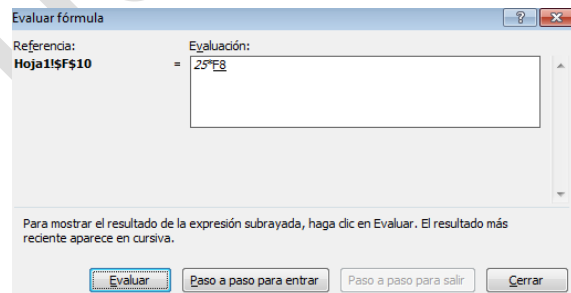 Evaluar fórmula
Referencia:
Evaluación:
Hoja1!$F$10
=
25*F8
Para mostrar el resultado de la expresión subrayada, haga clic en Evaluar. El resultado más
reciente aparece en cursiva.
Evaluar
Paso a paso para entrar
Paso a paso para salir
Cerrar